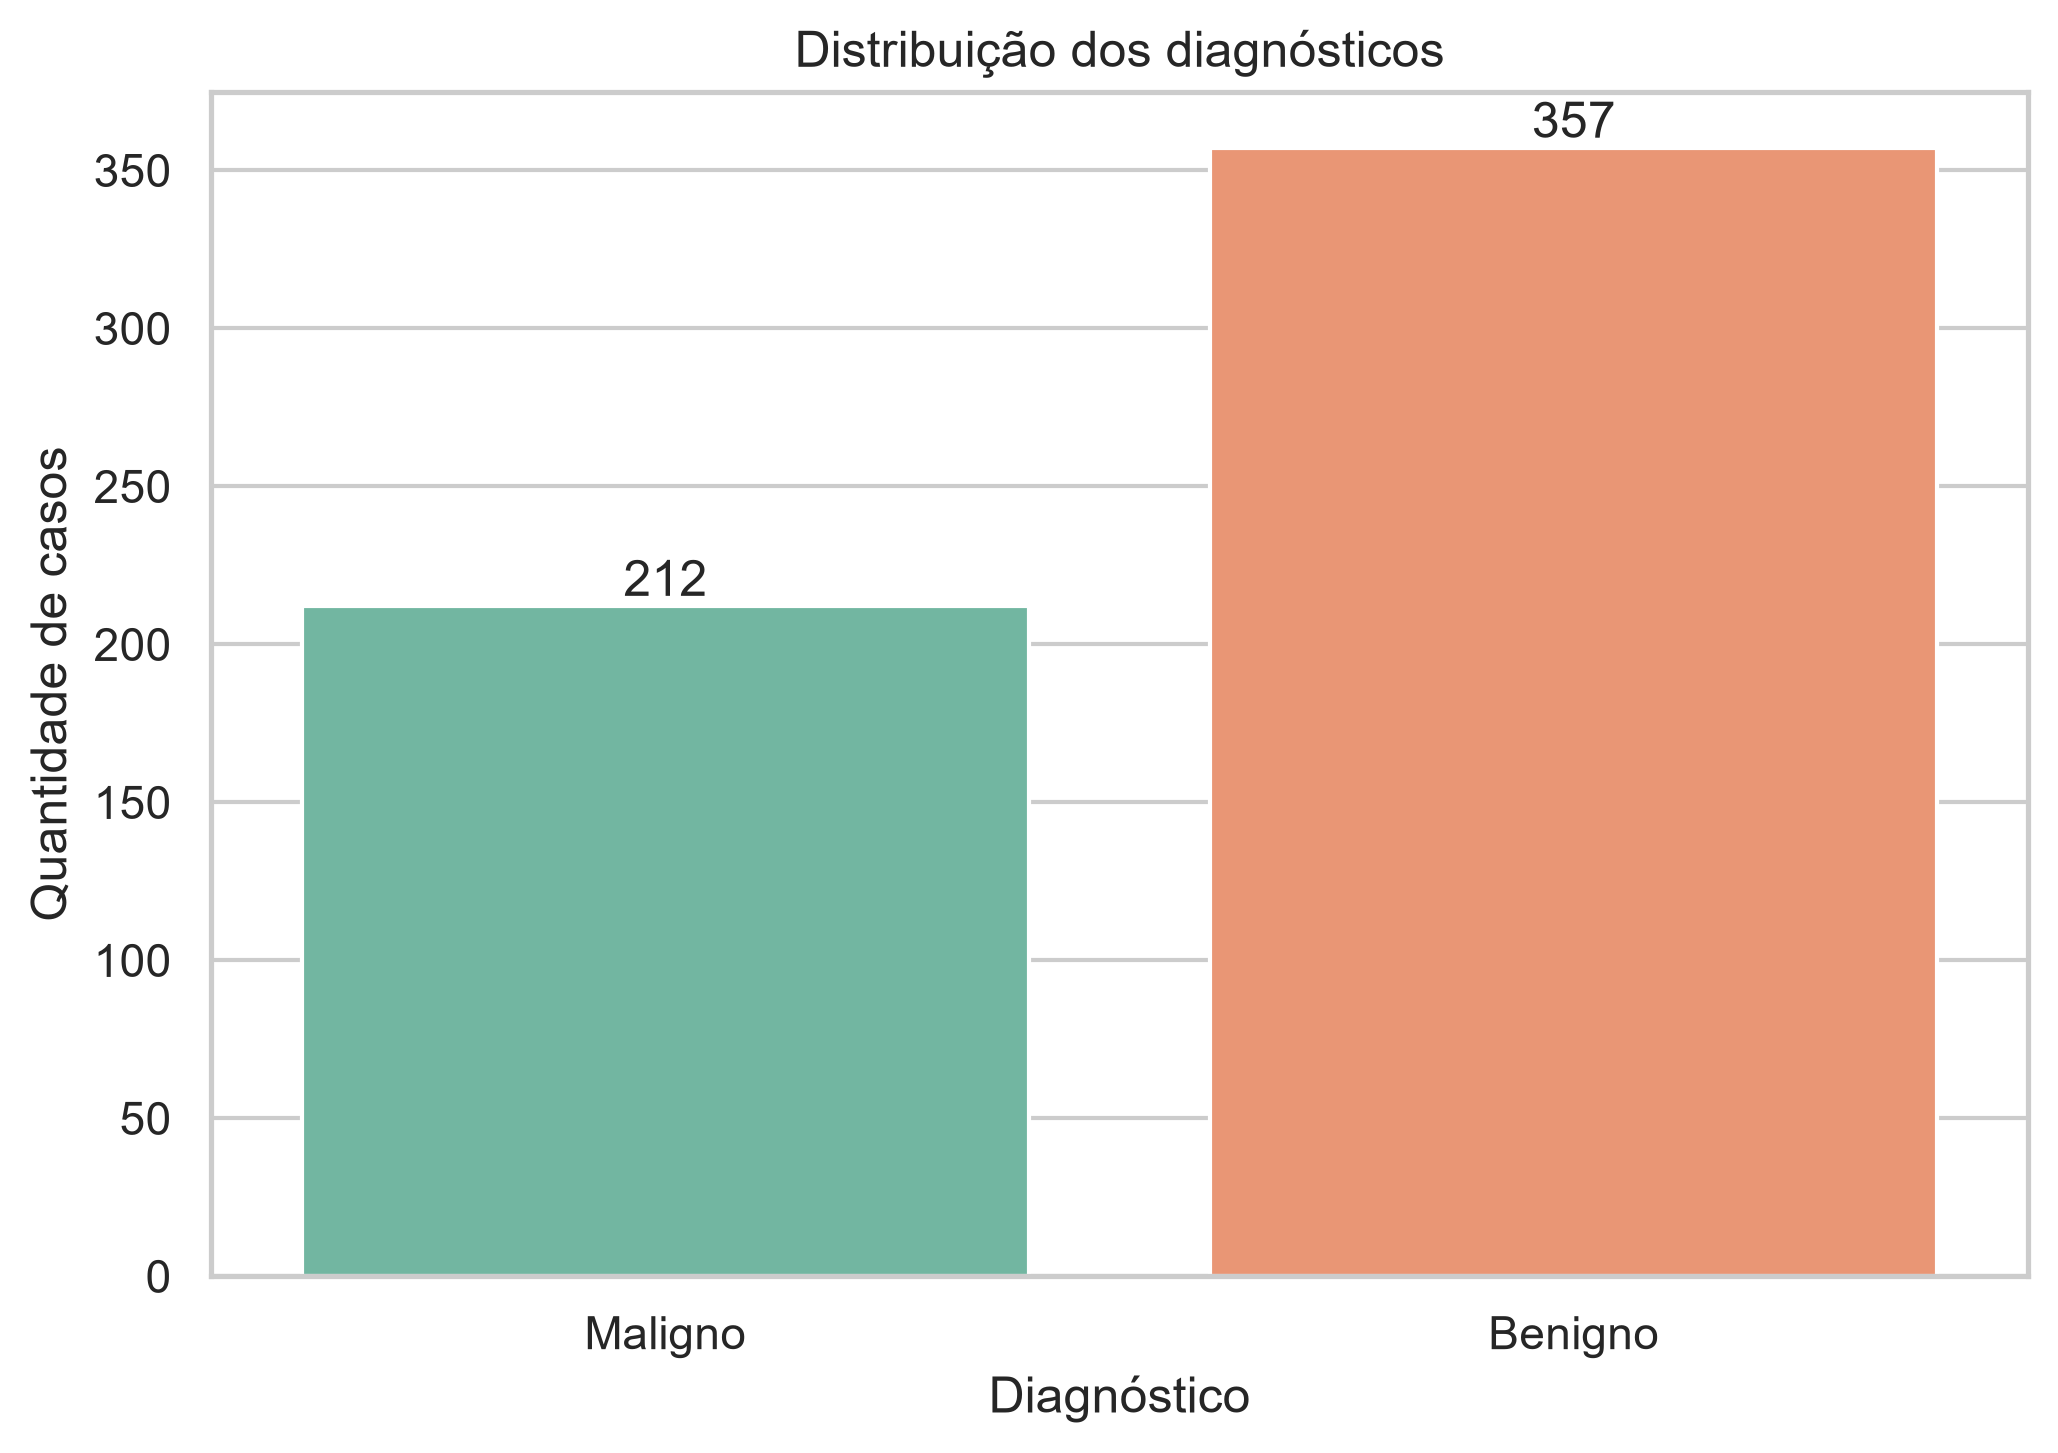 Distribuição dos diagnósticos
357
350
300
250
212
200
150
100
50
0
Quantidade de casos
Maligno
Benigno
Diagnóstico